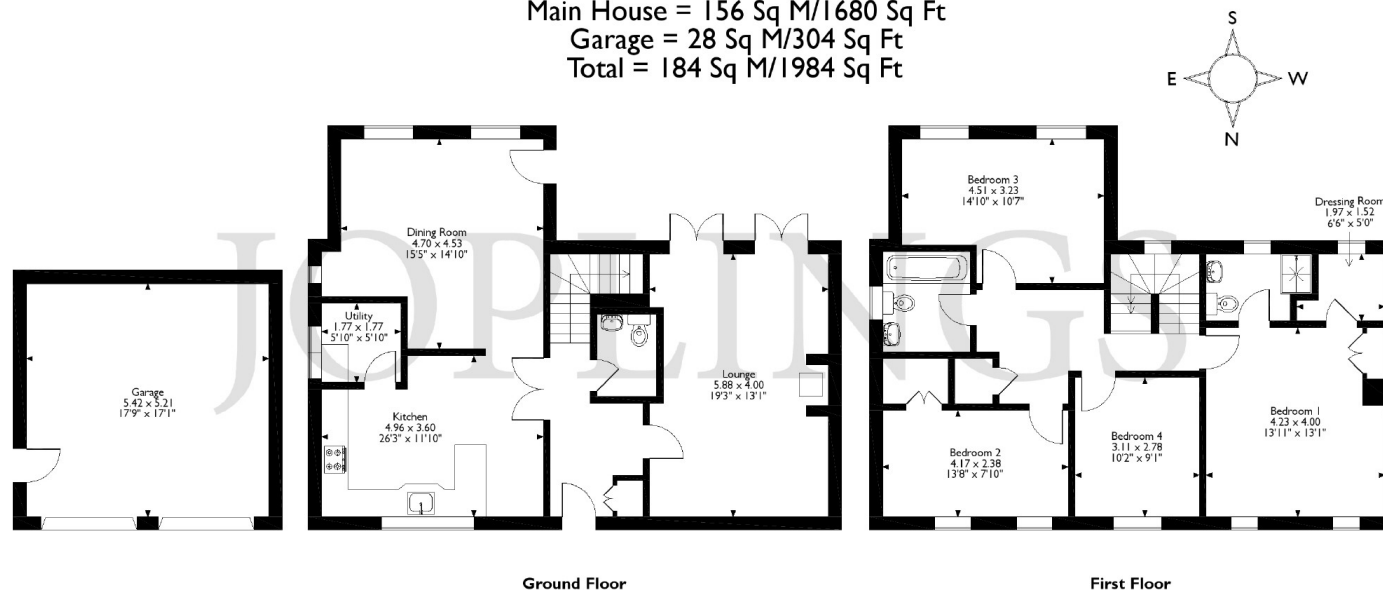 Main House = 156 Sq M/1680 Sq Ft
Garage = 28 Sq M/304 Sq Ft
Total = 184 Sq M/1984 Sq Ft
S
E
W
N
JOPLINGS
Garage
5.42 x 5.21
17'9" x 17'1"
Dining Room
4.70 x 4.53
15'5" x 14'10"
Utility
1.77 x 1.77
5'10" x 5'10"
Kitchen
4.96 x 3.60
26'3" x 11'10"
Lounge
5.88 x 4.00
19'3" x 13'1"
Ground Floor
Bedroom 3
4.51 x 3.23
14'10" x 10'7"
Dressing Room
1.97 x 1.52
6'6" x 5'0"
Bedroom 2
4.17 x 2.38
13'8" x 7'10"
Bedroom 4
3.11 x 2.78
10'2" x 9'1"
Bedroom 1
4.23 x 4.00
13'11" x 13'1"
First Floor